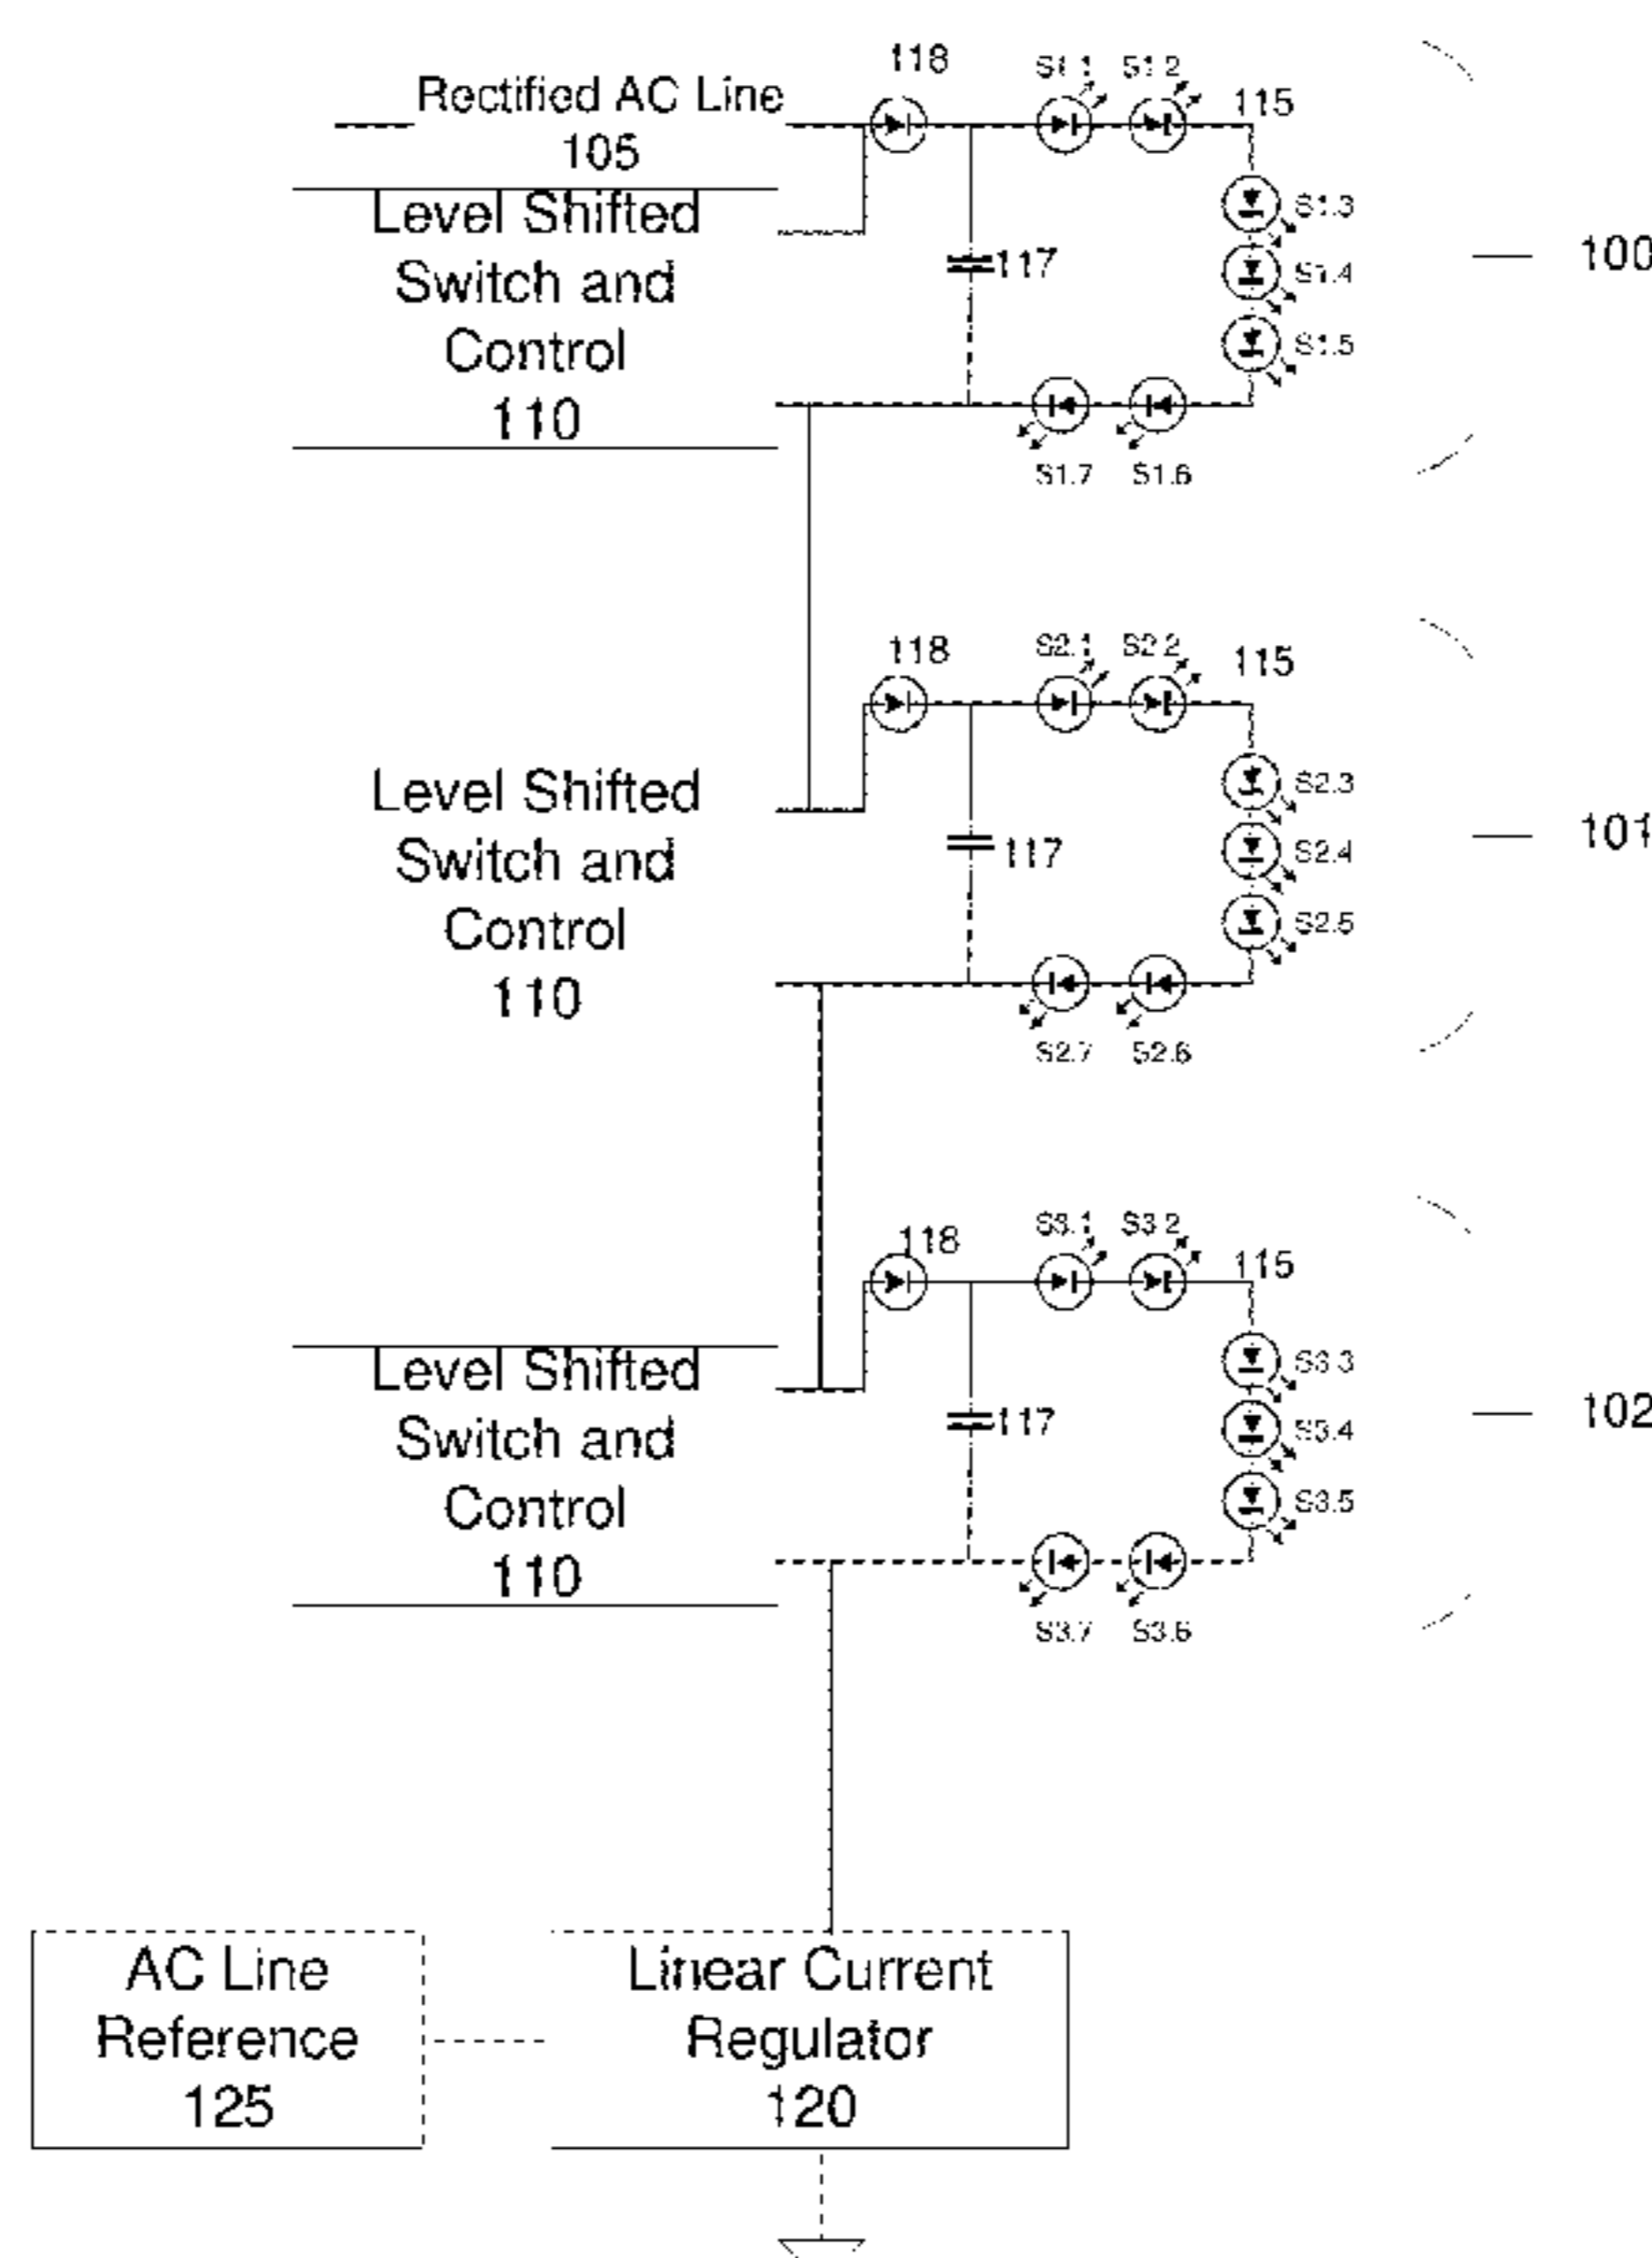 118
S1.1 S1.2
115
Rectified AC Line
105
Level Shifted
Switch and
Control
110
117
S1.3
S1.4
S1.5
100
S1.7 S1.6
118
S2.1 S2.2
115
Level Shifted
Switch and
Control
110
117
S2.3
S2.4
S2.5
101
S2.7 S2.6
118
S3.1 S3.2
115
Level Shifted
Switch and
Control
110
117
S3.3
S3.4
S3.5
102
S3.7 S3.6
AC Line
Reference
125
Linear Current
Regulator
120